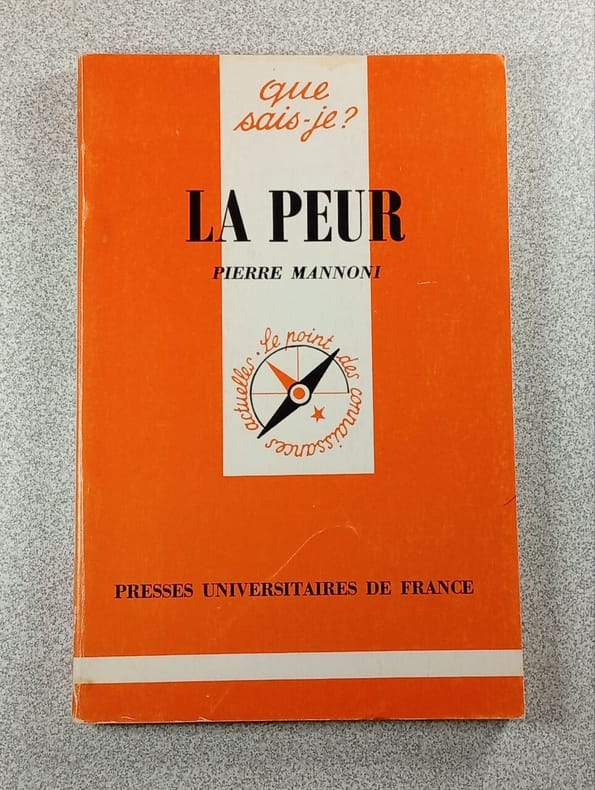 que
sais-je?
LA PEUR
PIERRE MANNONI
Le point des connaissances actuelles.
PRESSES UNIVERSITAIRES DE FRANCE